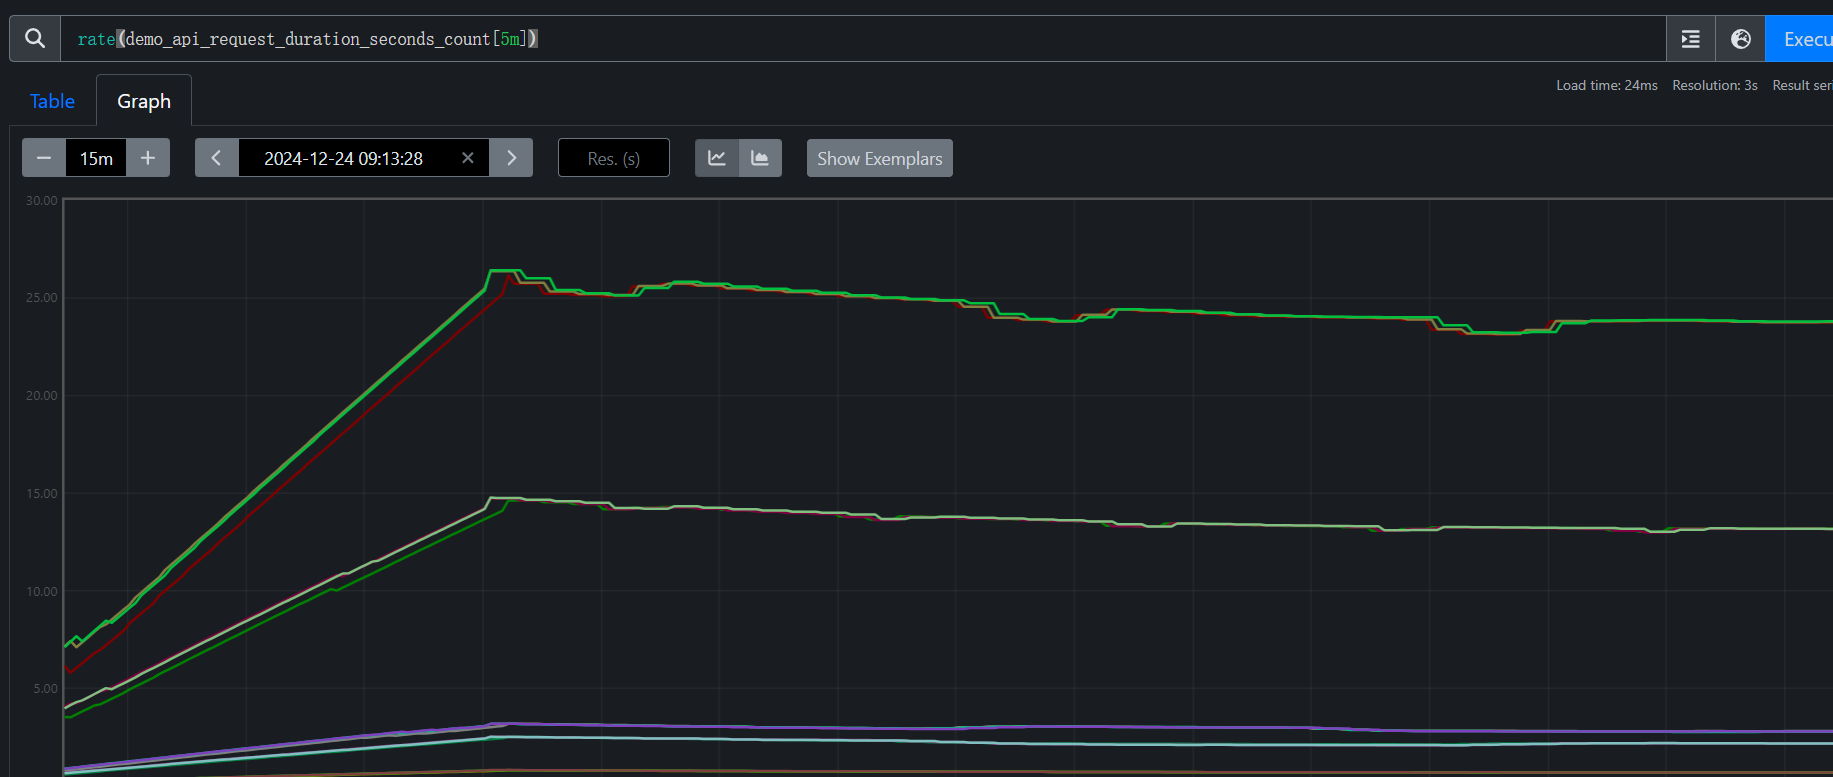 rate(demo_api_request_duration_seconds_count[5m])
Execu
Table
Graph
Load time: 24ms Resolution: 3s Result seri
15m
2024-12-24 09:13:28
Res. (s)
Show Exemplars
30.00
25.00
20.00
15.00
10.00
5.00